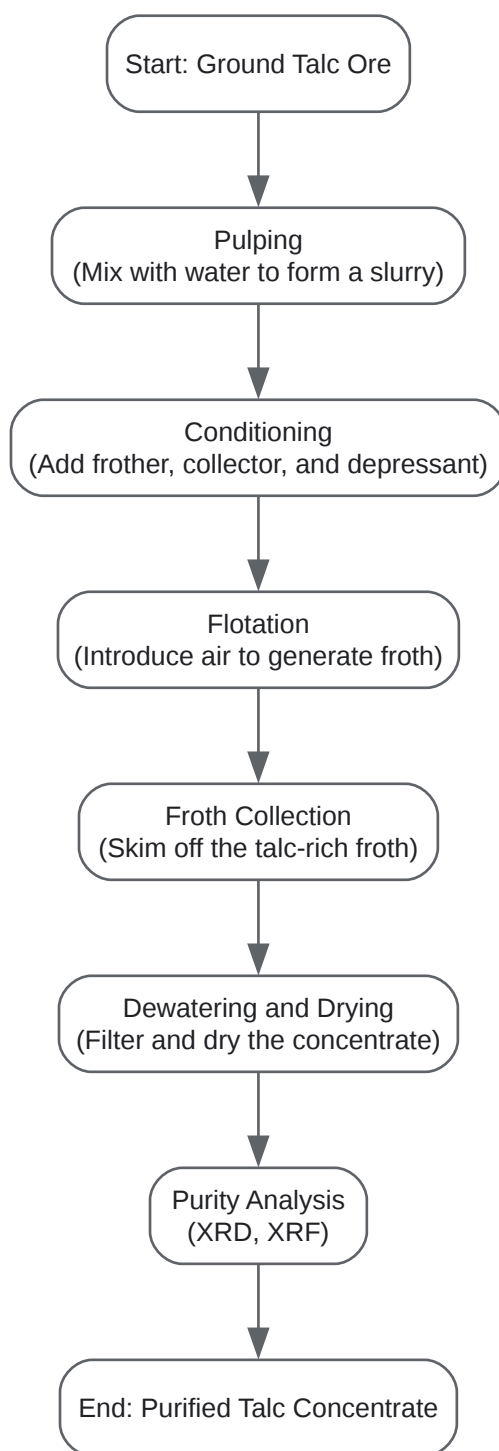 Start: Ground Talc Ore
Pulping
(Mix with water to form a slurry)
Conditioning
(Add frother, collector, and depressant)
Flotation
(Introduce air to generate froth)
Froth Collection
(Skim off the talc-rich froth)
Dewatering and Drying
(Filter and dry the concentrate)
Purity Analysis
(XRD, XRF)
End: Purified Talc Concentrate